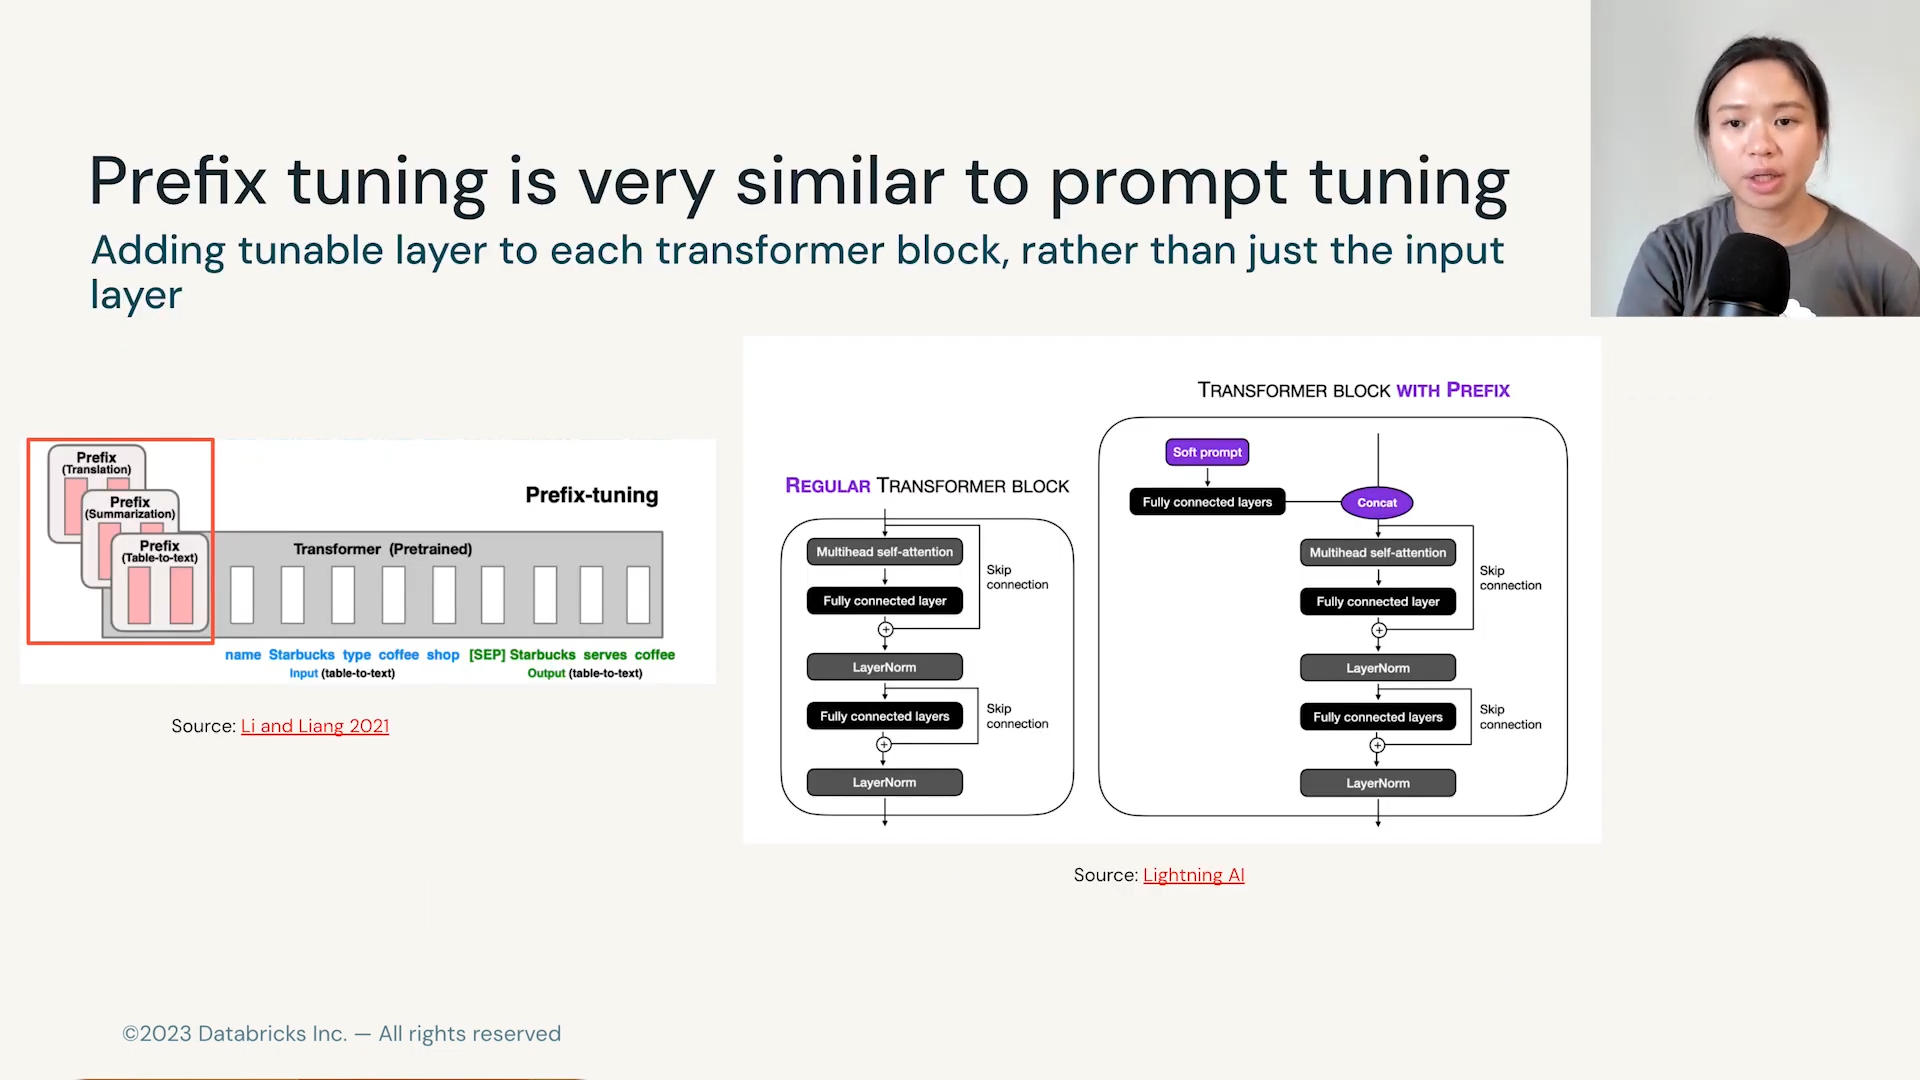 Prefix tuning is very similar to prompt tuning
Adding tunable layer to each transformer block, rather than just the input
layer
Prefix
(Translation)
Prefix
(Summarization)
Prefix
(Table-to-text)
Prefix-tuning
Transformer (Pretrained)
name Starbucks type coffee shop [SEP] Starbucks serves coffee
Input (table-to-text)
Output (table-to-text)
Source: Li and Liang 2021
REGULAR TRANSFORMER BLOCK
Multihead self-attention
Fully connected layer
Skip
connection
LayerNorm
Fully connected layers
Skip
connection
LayerNorm
TRANSFORMER BLOCK WITH PREFIX
Soft prompt
Fully connected layers
Concat
Multihead self-attention
Fully connected layer
Skip
connection
LayerNorm
Fully connected layers
Skip
connection
LayerNorm
Source: Lightning AI
©2023 Databricks Inc. — All rights reserved